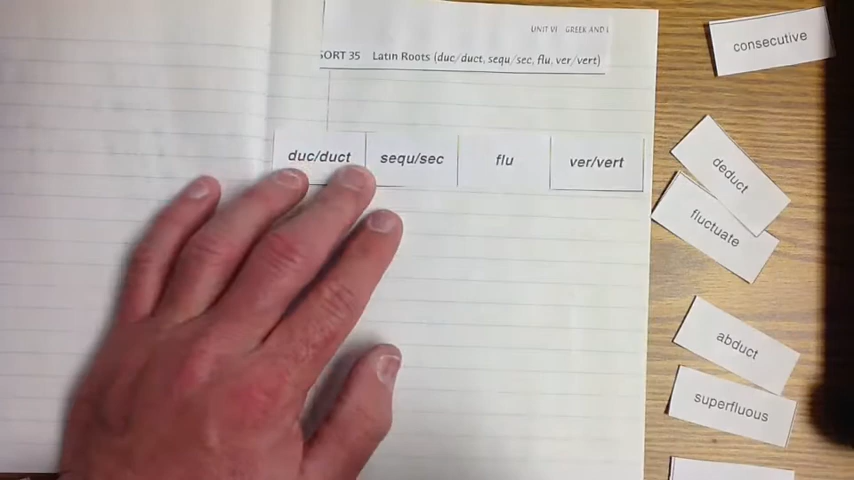 UNIT VI GREEK AND
SORT 35 Latin Roots (duc/duct, sequ/sec, flu, ver/vert)
duc/duct
sequ/sec
flu
ver/vert
consecutive
deduct
fluctuate
abduct
superfluous